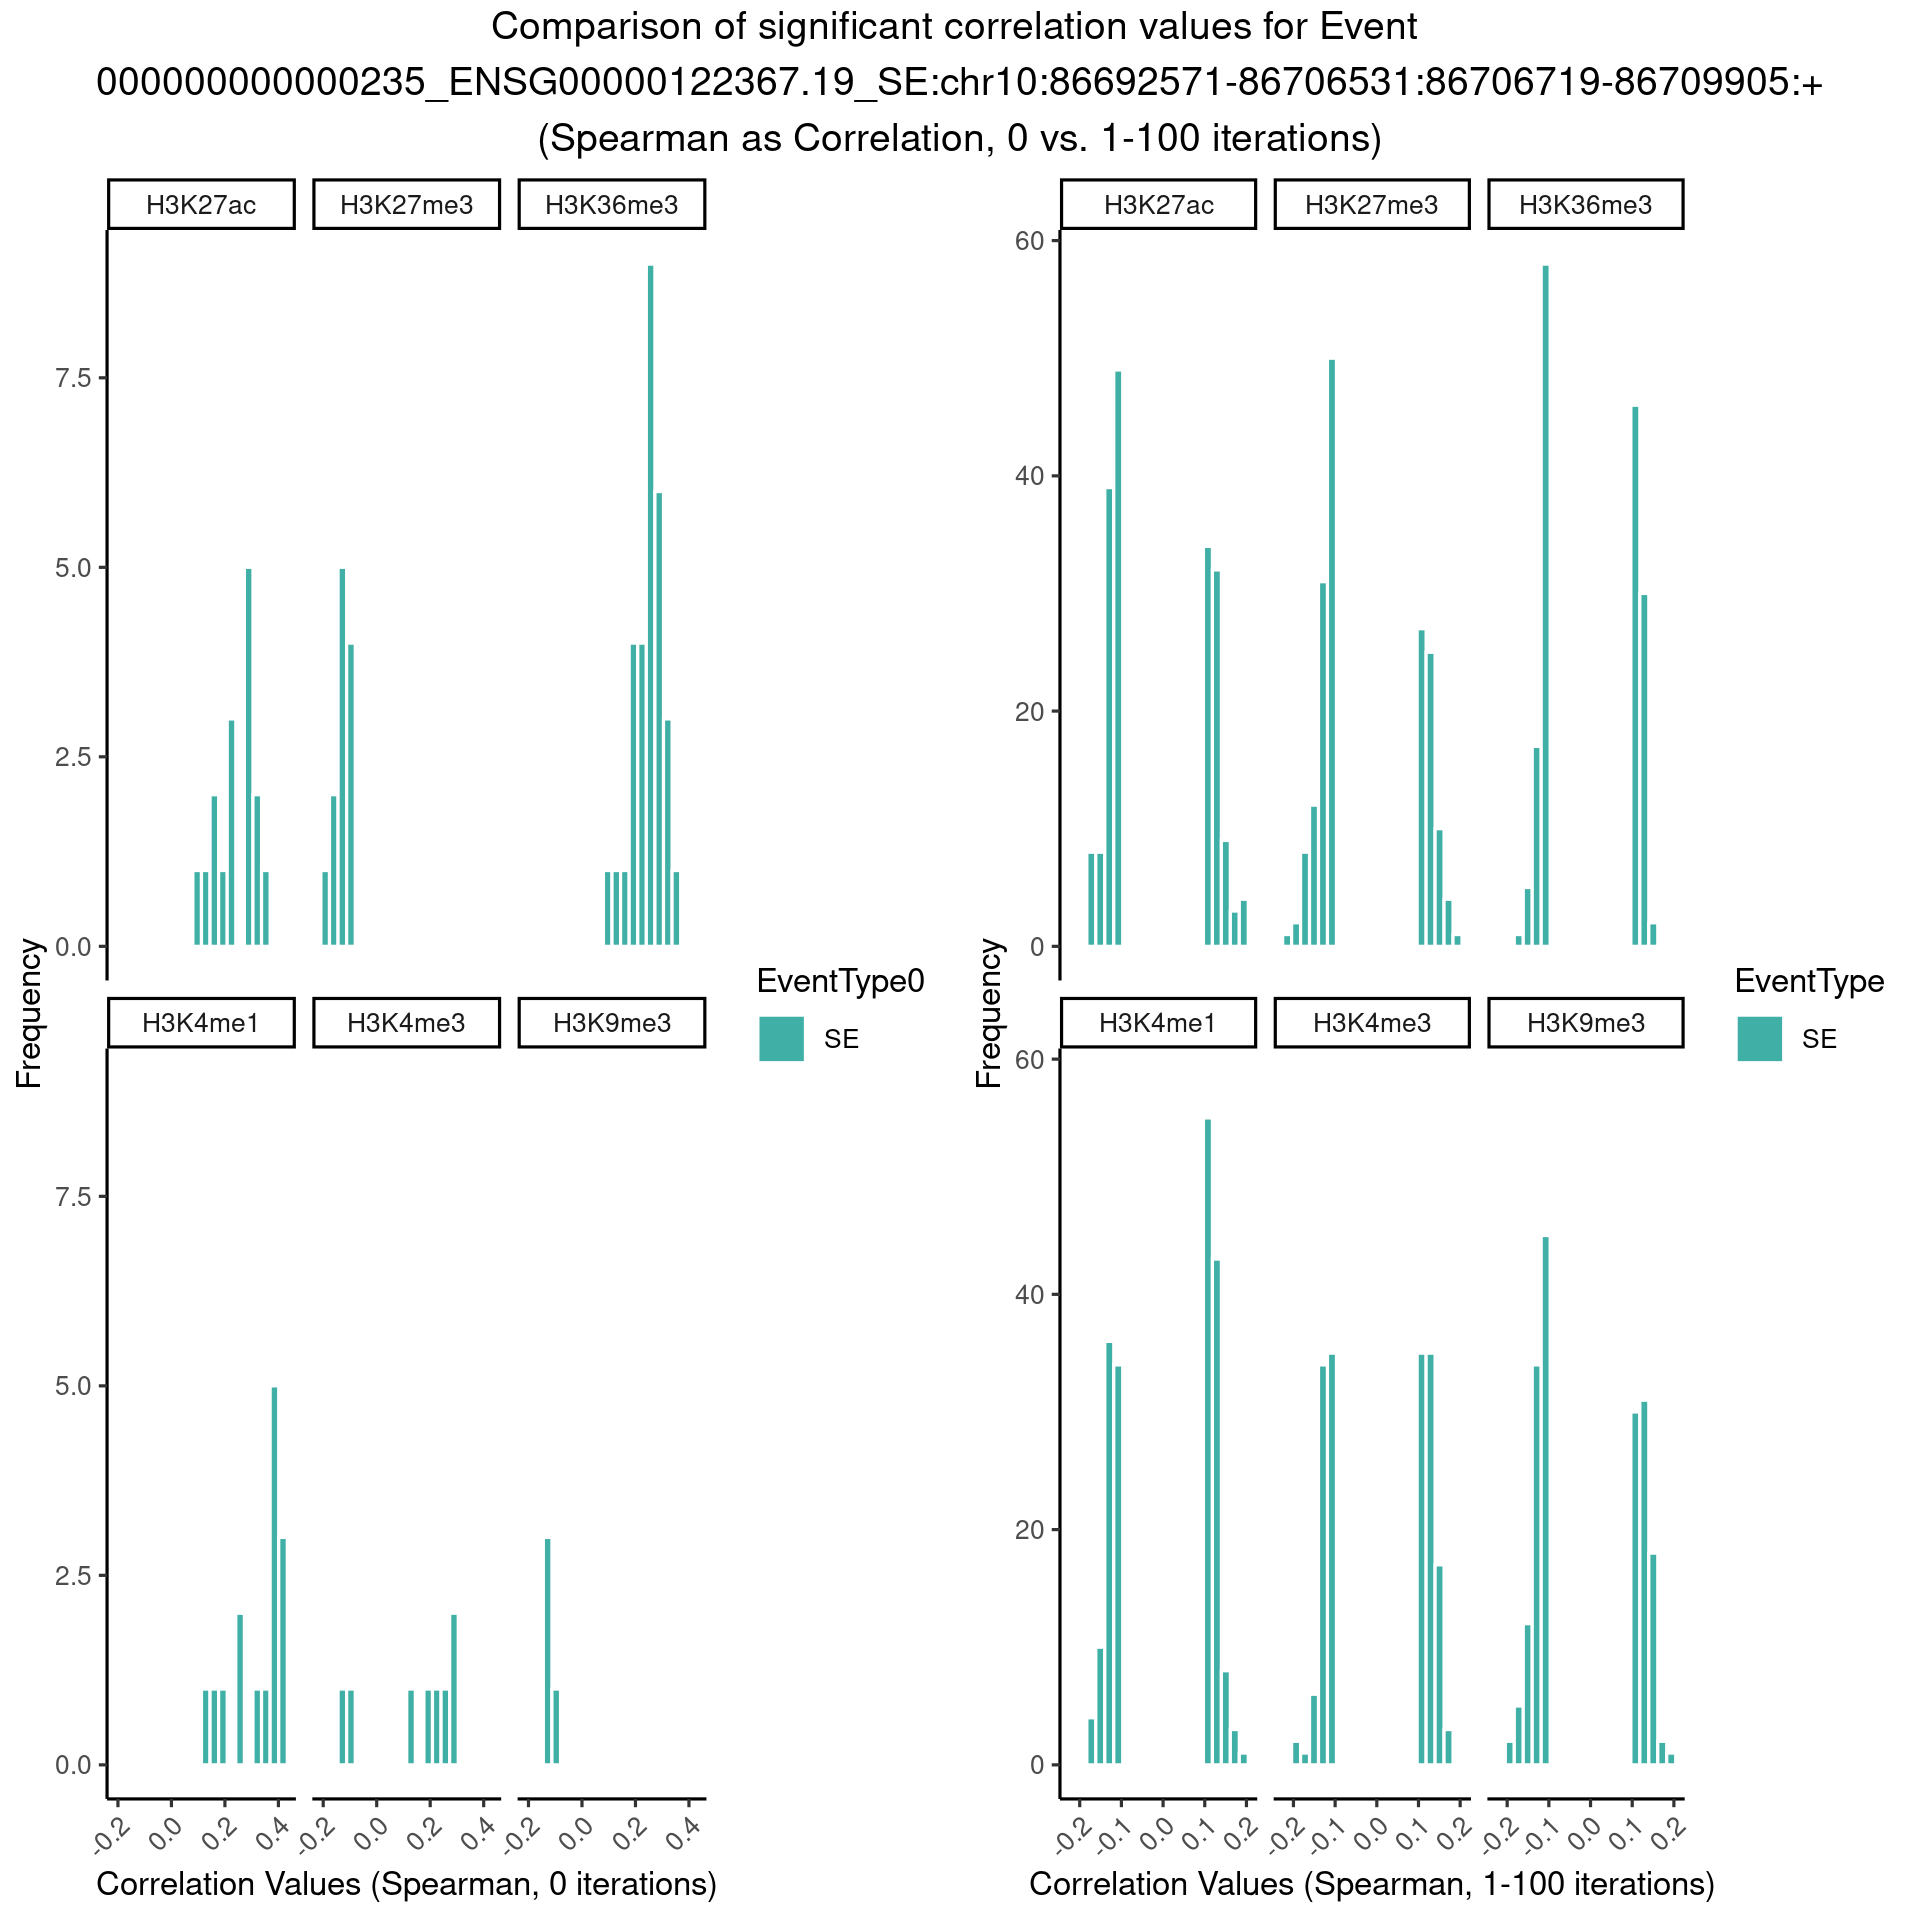 Comparison of significant correlation values for Event
000000000000235_ENSG00000122367.19_SE:chr10:86692571-86706531:86706719-86709905:+
(Spearman as Correlation, 0 vs. 1-100 iterations)
H3K27ac H3K27me3 H3K36me3
7.5
5.0
2.5
0.0
H3K4me1 H3K4me3 H3K9me3
7.5
5.0
2.5
0.0
-0.2 0.0 0.2 0.4 -0.2 0.0 0.2 0.4 -0.2 0.0 0.2 0.4
Frequency
Correlation Values (Spearman, 0 iterations)
EventType0
SE
H3K27ac H3K27me3 H3K36me3
60
40
20
0
H3K4me1 H3K4me3 H3K9me3
60
40
20
0
-0.2 -0.1 0.0 0.1 0.2 -0.2 -0.1 0.0 0.1 0.2 -0.2 -0.1 0.0 0.1 0.2
Frequency
Correlation Values (Spearman, 1-100 iterations)
EventType
SE